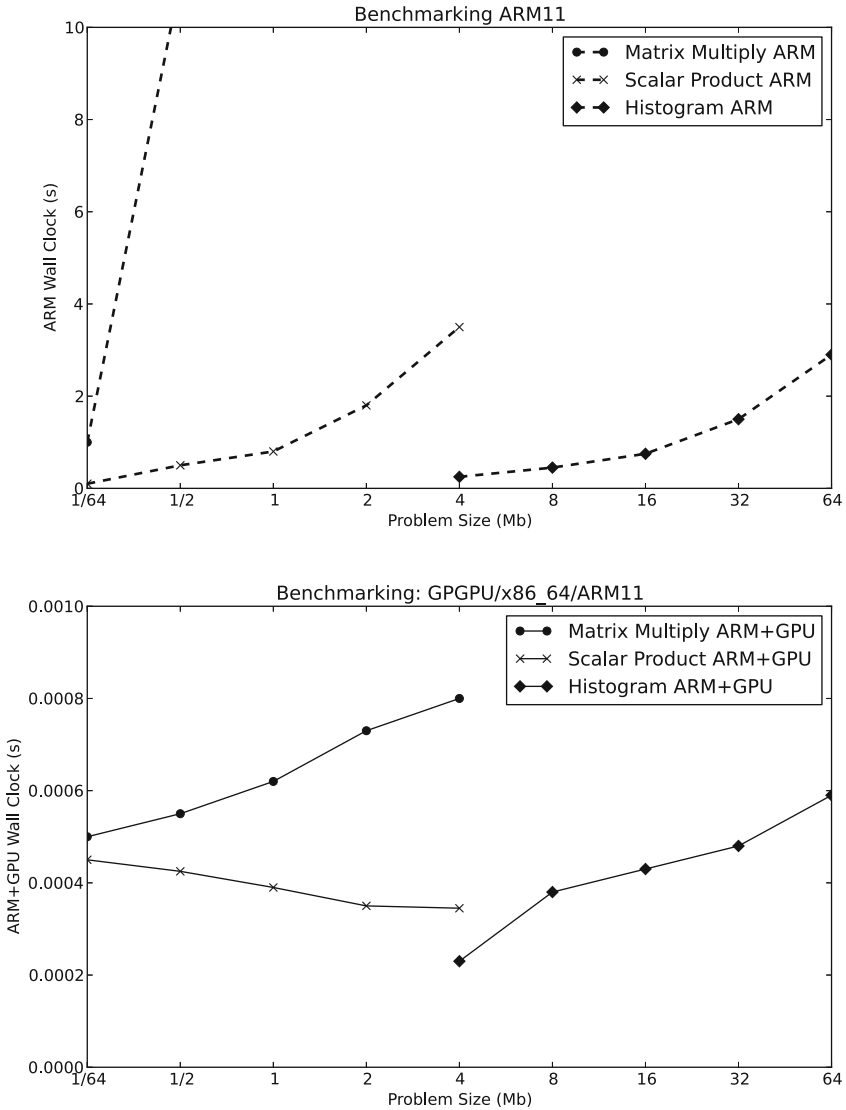 Benchmarking ARM11
10
8
6
4
2
0
ARM Wall Clock (s)
Matrix Multiply ARM
Scalar Product ARM
Histogram ARM
1/64 1/2 1 2 4 8 16 32 64
Problem Size (Mb)
Benchmarking: GPGPU/x86_64/ARM11
0.0010
0.0008
0.0006
0.0004
0.0002
0.0000
ARM+GPU Wall Clock (s)
Matrix Multiply ARM+GPU
Scalar Product ARM+GPU
Histogram ARM+GPU
1/64 1/2 1 2 4 8 16 32 64
Problem Size (Mb)